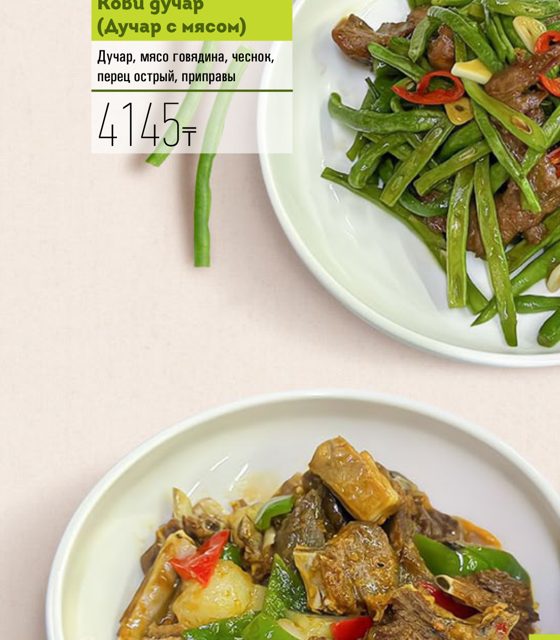 Кови дучар
(Дучар с мясом)
Дучар, мясо говядина, чеснок,
перец острый, приправы
4145₸